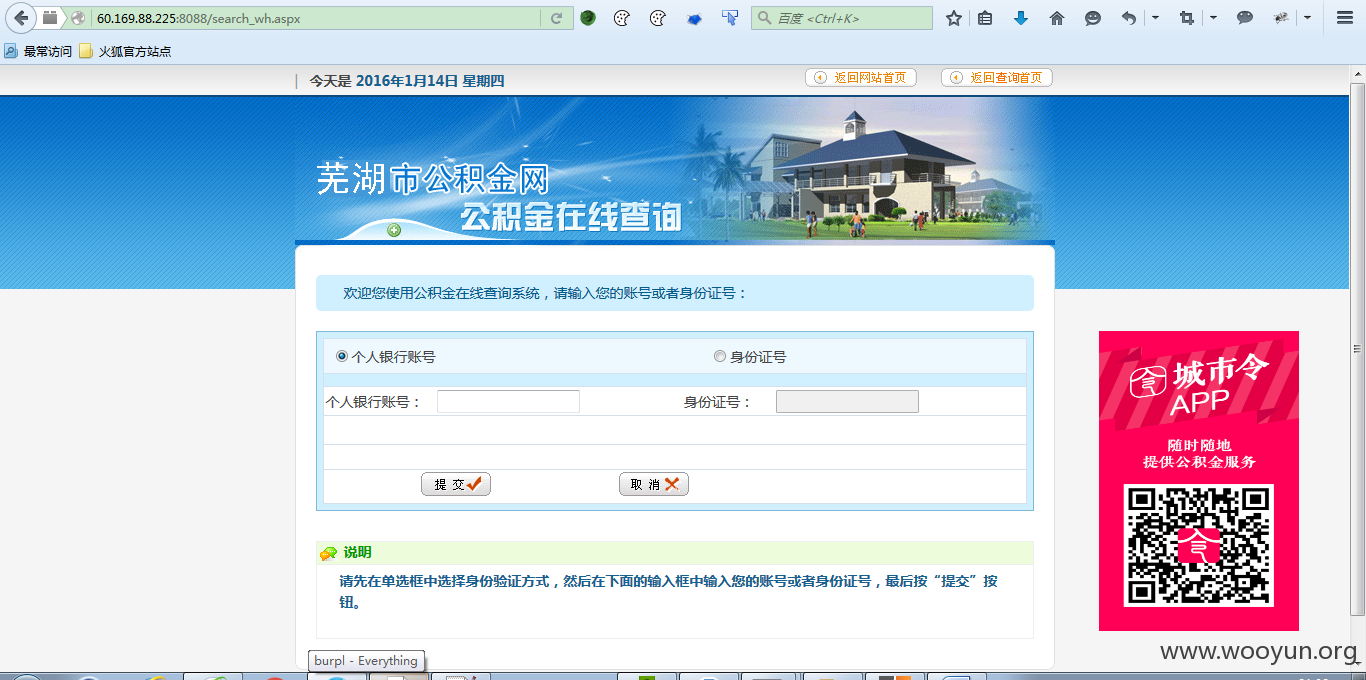 60.169.88.225:8088/search_wh.aspx
百度 <Ctrl+K>
最常访问 火狐官方站点
今天是 2016年1月14日 星期四 返回网站首页 返回查询首页
芜湖市公积金网
公积金在线查询
欢迎您使用公积金在线查询系统，请输入您的账号或者身份证号：
个人银行账号 身份证号
个人银行账号： 身份证号：
提 交 取 消
城市令
APP
随时随地
提供公积金服务
说明
请先在单选框中选择身份验证方式，然后在下面的输入框中输入您的账号或者身份证号，最后按“提交”按
钮。
www.wooyun.org
burpl - Everything